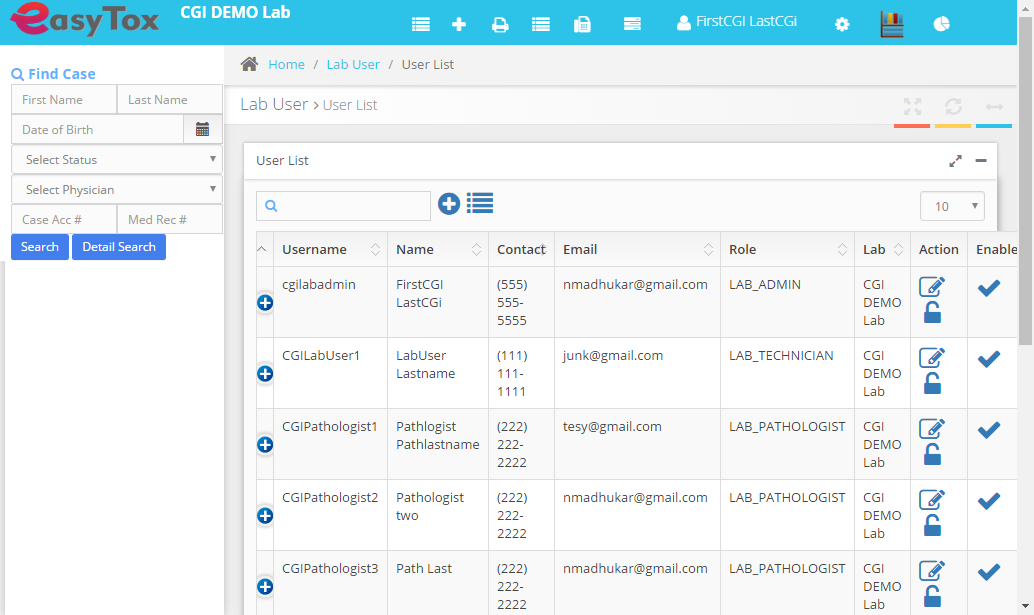 easyTox
CGI DEMO Lab
FirstCGI LastCGi
Find Case
First Name
Last Name
Date of Birth
Select Status
Select Physician
Case Acc #
Med Rec #
Search
Detail Search
Home / Lab User / User List
Lab User > User List
User List
10
Username Name Contact Email Role Lab Action Enable
cgilabadmin FirstCGI (555) nmadhukar@gmail.com LAB_ADMIN CGI
LastCGi 555- DEMO
5555 Lab
CGILabUser1 LabUser (111) junk@gmail.com LAB_TECHNICIAN CGI
Lastname 111- DEMO
1111 Lab
CGIPathologist1 Pathlogist (222) tesy@gmail.com LAB_PATHOLOGIST CGI
Pathlastname 222- DEMO
2222 Lab
CGIPathologist2 Pathologist (222) nmadhukar@gmail.com LAB_PATHOLOGIST CGI
two 222- DEMO
2222 Lab
CGIPathologist3 Path Last (222) nmadhukar@gmail.com LAB_PATHOLOGIST CGI
222- DEMO
2222 Lab